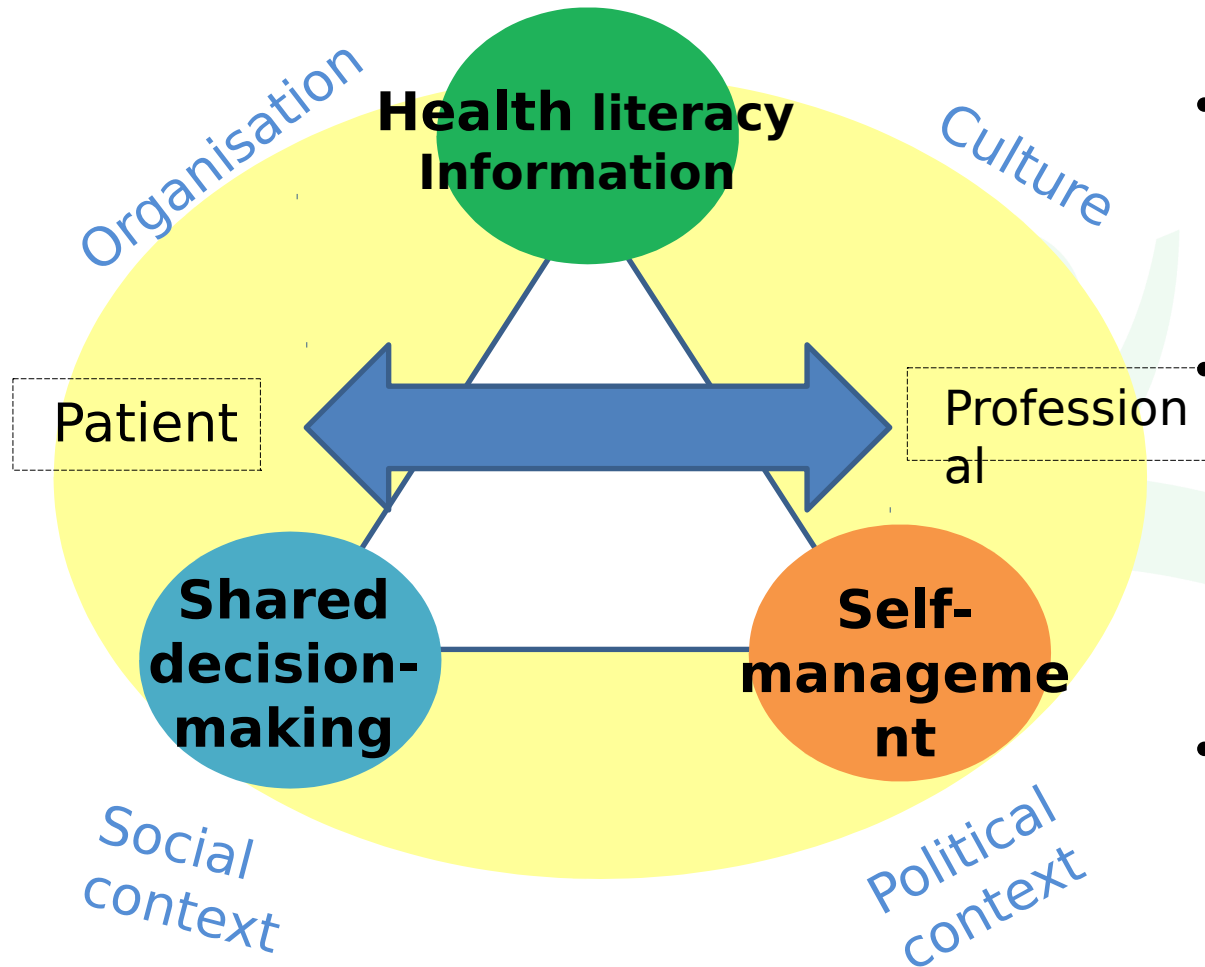 Organisation
Health literacy
Information
Culture
Patient
Profession
al
Shared
decision-
making
Self-
manageme
nt
Social
context
Political
context